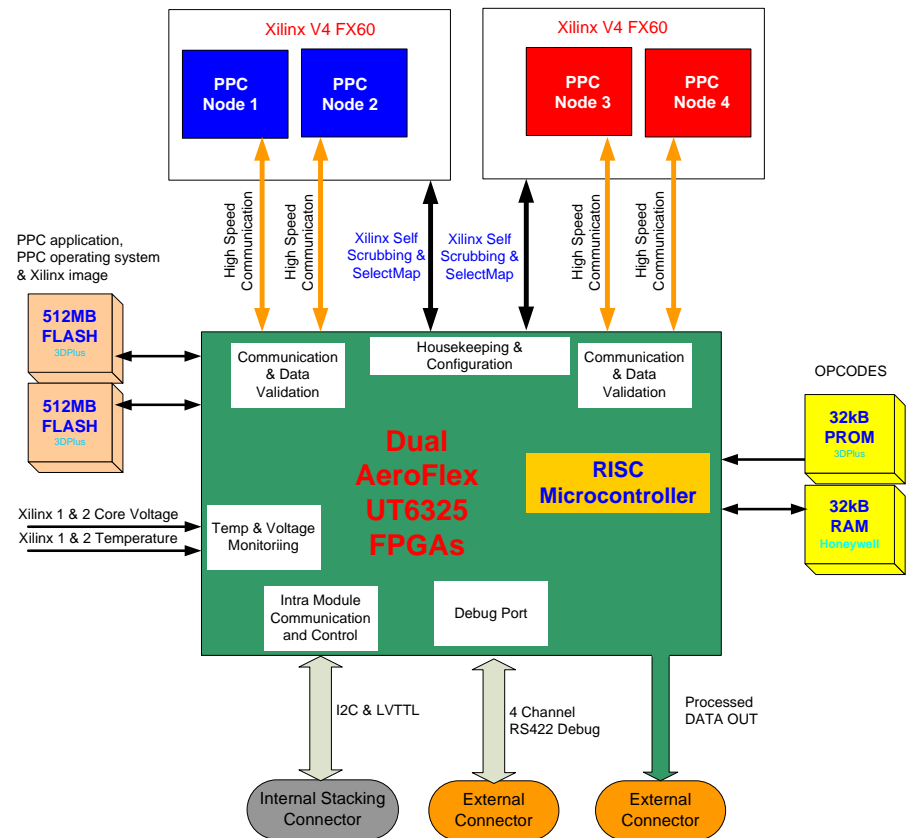 Xilinx V4 FX60
Xilinx V4 FX60
PPC
Node 1
PPC
Node 2
PPC
Node 3
PPC
Node 4
High Speed
Communication
High Speed
Communication
Xilinx Self
Scrubbing &
SelectMap
Xilinx Self
Scrubbing &
SelectMap
High Speed
Communicaton
High Speed
Communicaton
PPC application,
PPC operating system
& Xilinx image
512MB
FLASH
3DPlus
512MB
FLASH
3DPlus
Communication
& Data
Validation
Housekeeping &
Configuration
Communication
& Data
Validation
OPCODES
32kB
PROM
3DPlus
32kB
RAM
Honeywell
Dual
AeroFlex
UT6325
FPGAs
RISC
Microcontroller
Xilinx 1 & 2 Core Voltage
Xilinx 1 & 2 Temperature
Temp & Voltage
Monitoriing
Intra Module
Communication
and Control
Debug Port
I2C & LVTTL
4 Channel
RS422 Debug
Processed
DATA OUT
Internal Stacking
Connector
External
Connector
External
Connector